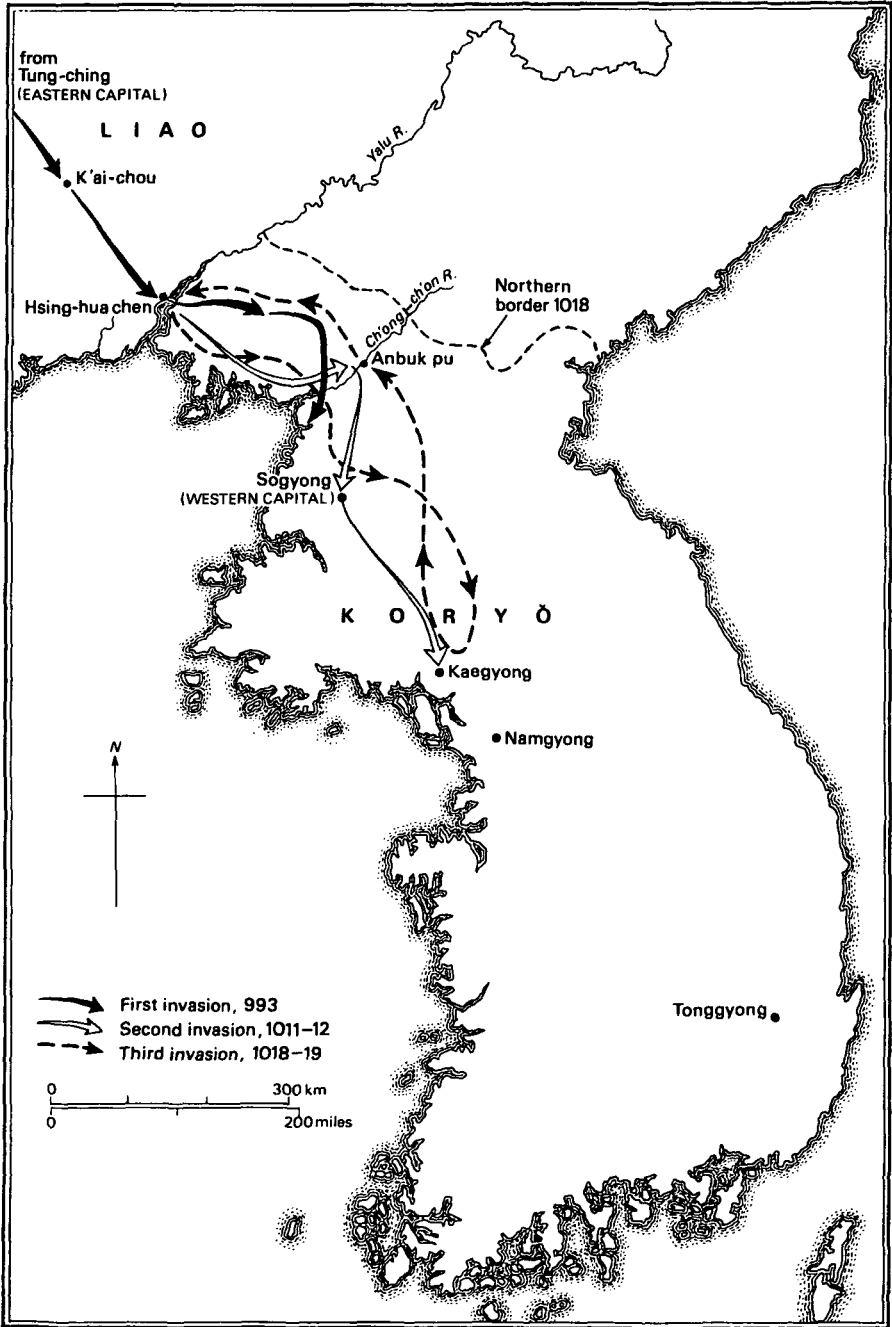 from
Tung-ching
(EASTERN CAPITAL)
L I A O
K'ai-chou
Yalu R.
Hsing-hua chen
Ch'ong-ch'on R.
Northern
border 1018
Anbuk pu
Sogyong
(WESTERN CAPITAL)
K O R Y Ŏ
Kaegyong
Namgyong
N
First invasion, 993
Second invasion, 1011–12
Third invasion, 1018–19
Tonggyong
0 300 km
0 200 miles